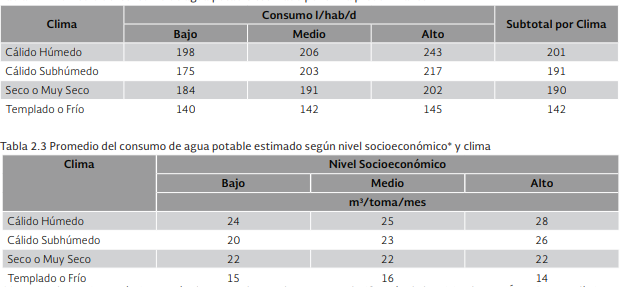 Clima Consumo l/hab/d Subtotal por Clima
Bajo Medio Alto
Cálido Húmedo 198 206 243 201
Cálido Subhúmedo 175 203 217 191
Seco o Muy Seco 184 191 202 190
Templado o Frío 140 142 145 142
Tabla 2.3 Promedio del consumo de agua potable estimado según nivel socioeconómico* y clima
Clima Nivel Socioeconómico
Bajo Medio Alto
m³/toma/mes
Cálido Húmedo 24 25 28
Cálido Subhúmedo 20 23 26
Seco o Muy Seco 22 22 22
Templado o Frío 15 16 14